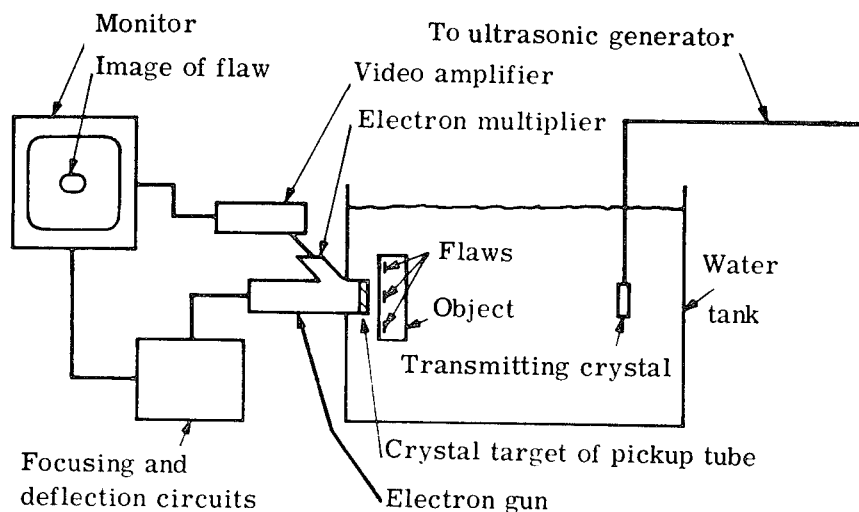 Monitor
Image of flaw
To ultrasonic generator
Video amplifier
Electron multiplier
Flaws
Object
Water
tank
Transmitting crystal
Crystal target of pickup tube
Focusing and
deflection circuits
Electron gun